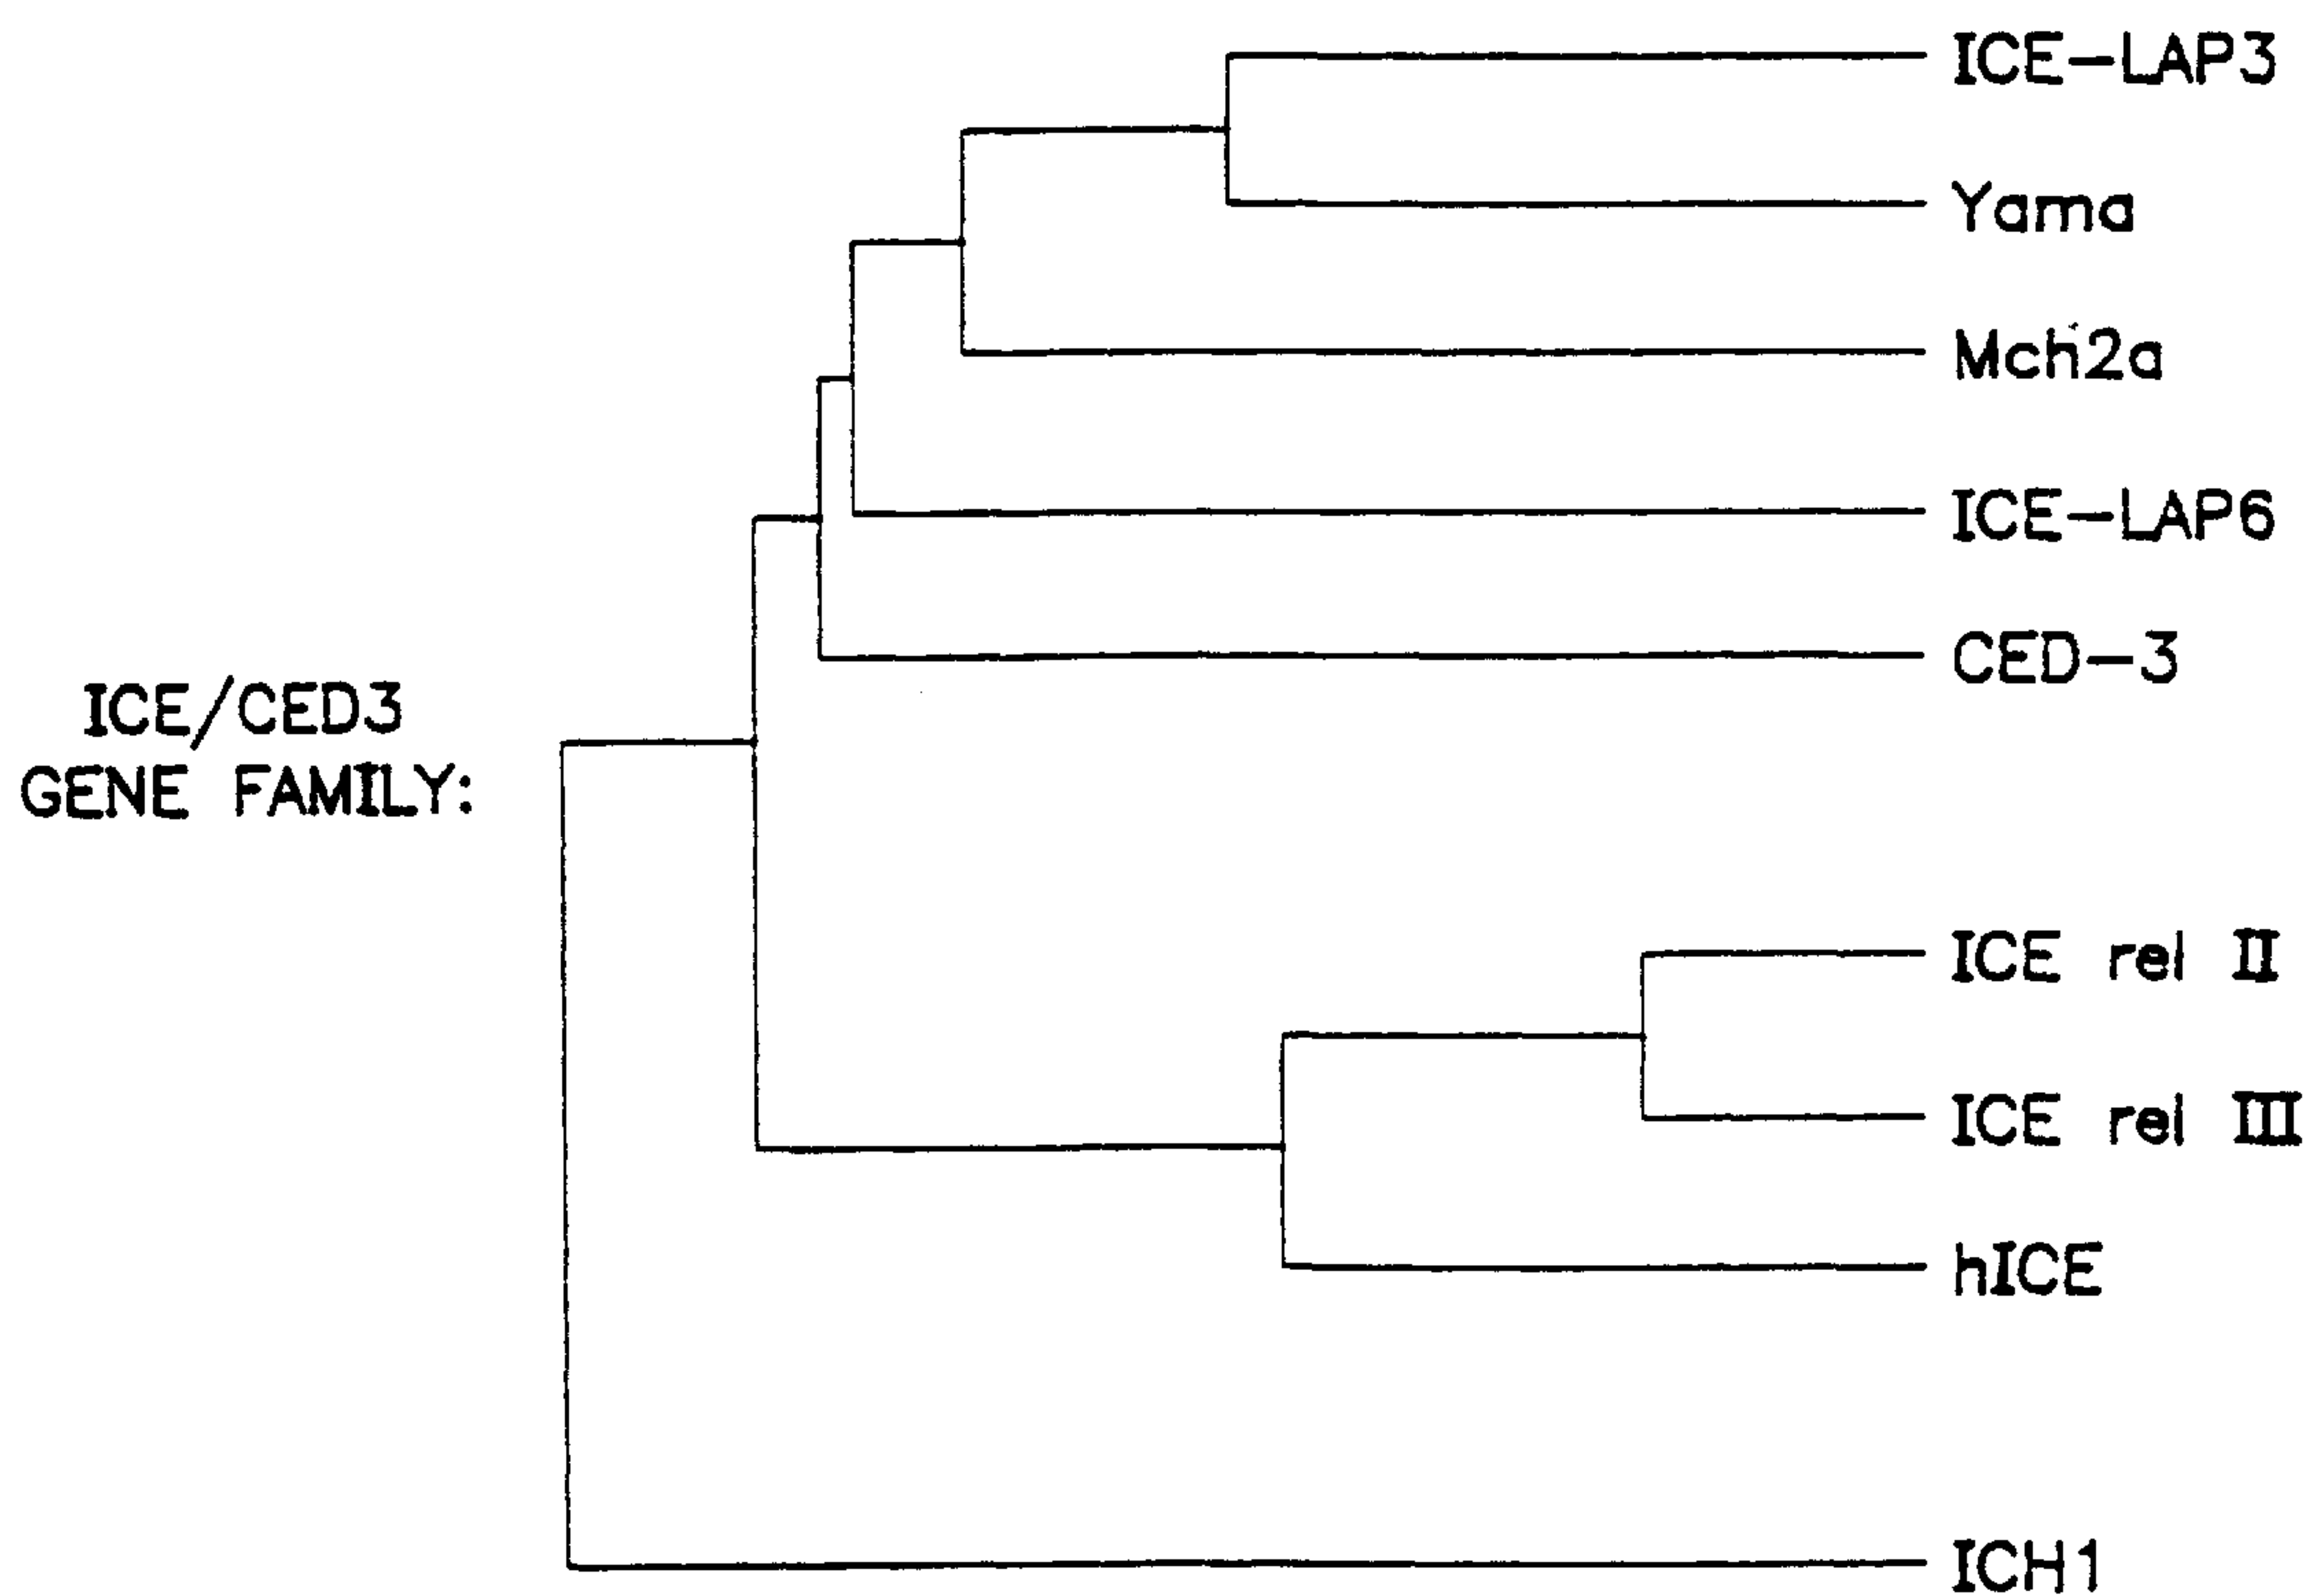 ICE-LAP3
Yama
Mch2a
ICE-LAP6
CED-3
ICE/CED3
GENE FAMILY:
ICE rel II
ICE rel III
hICE
ICH1